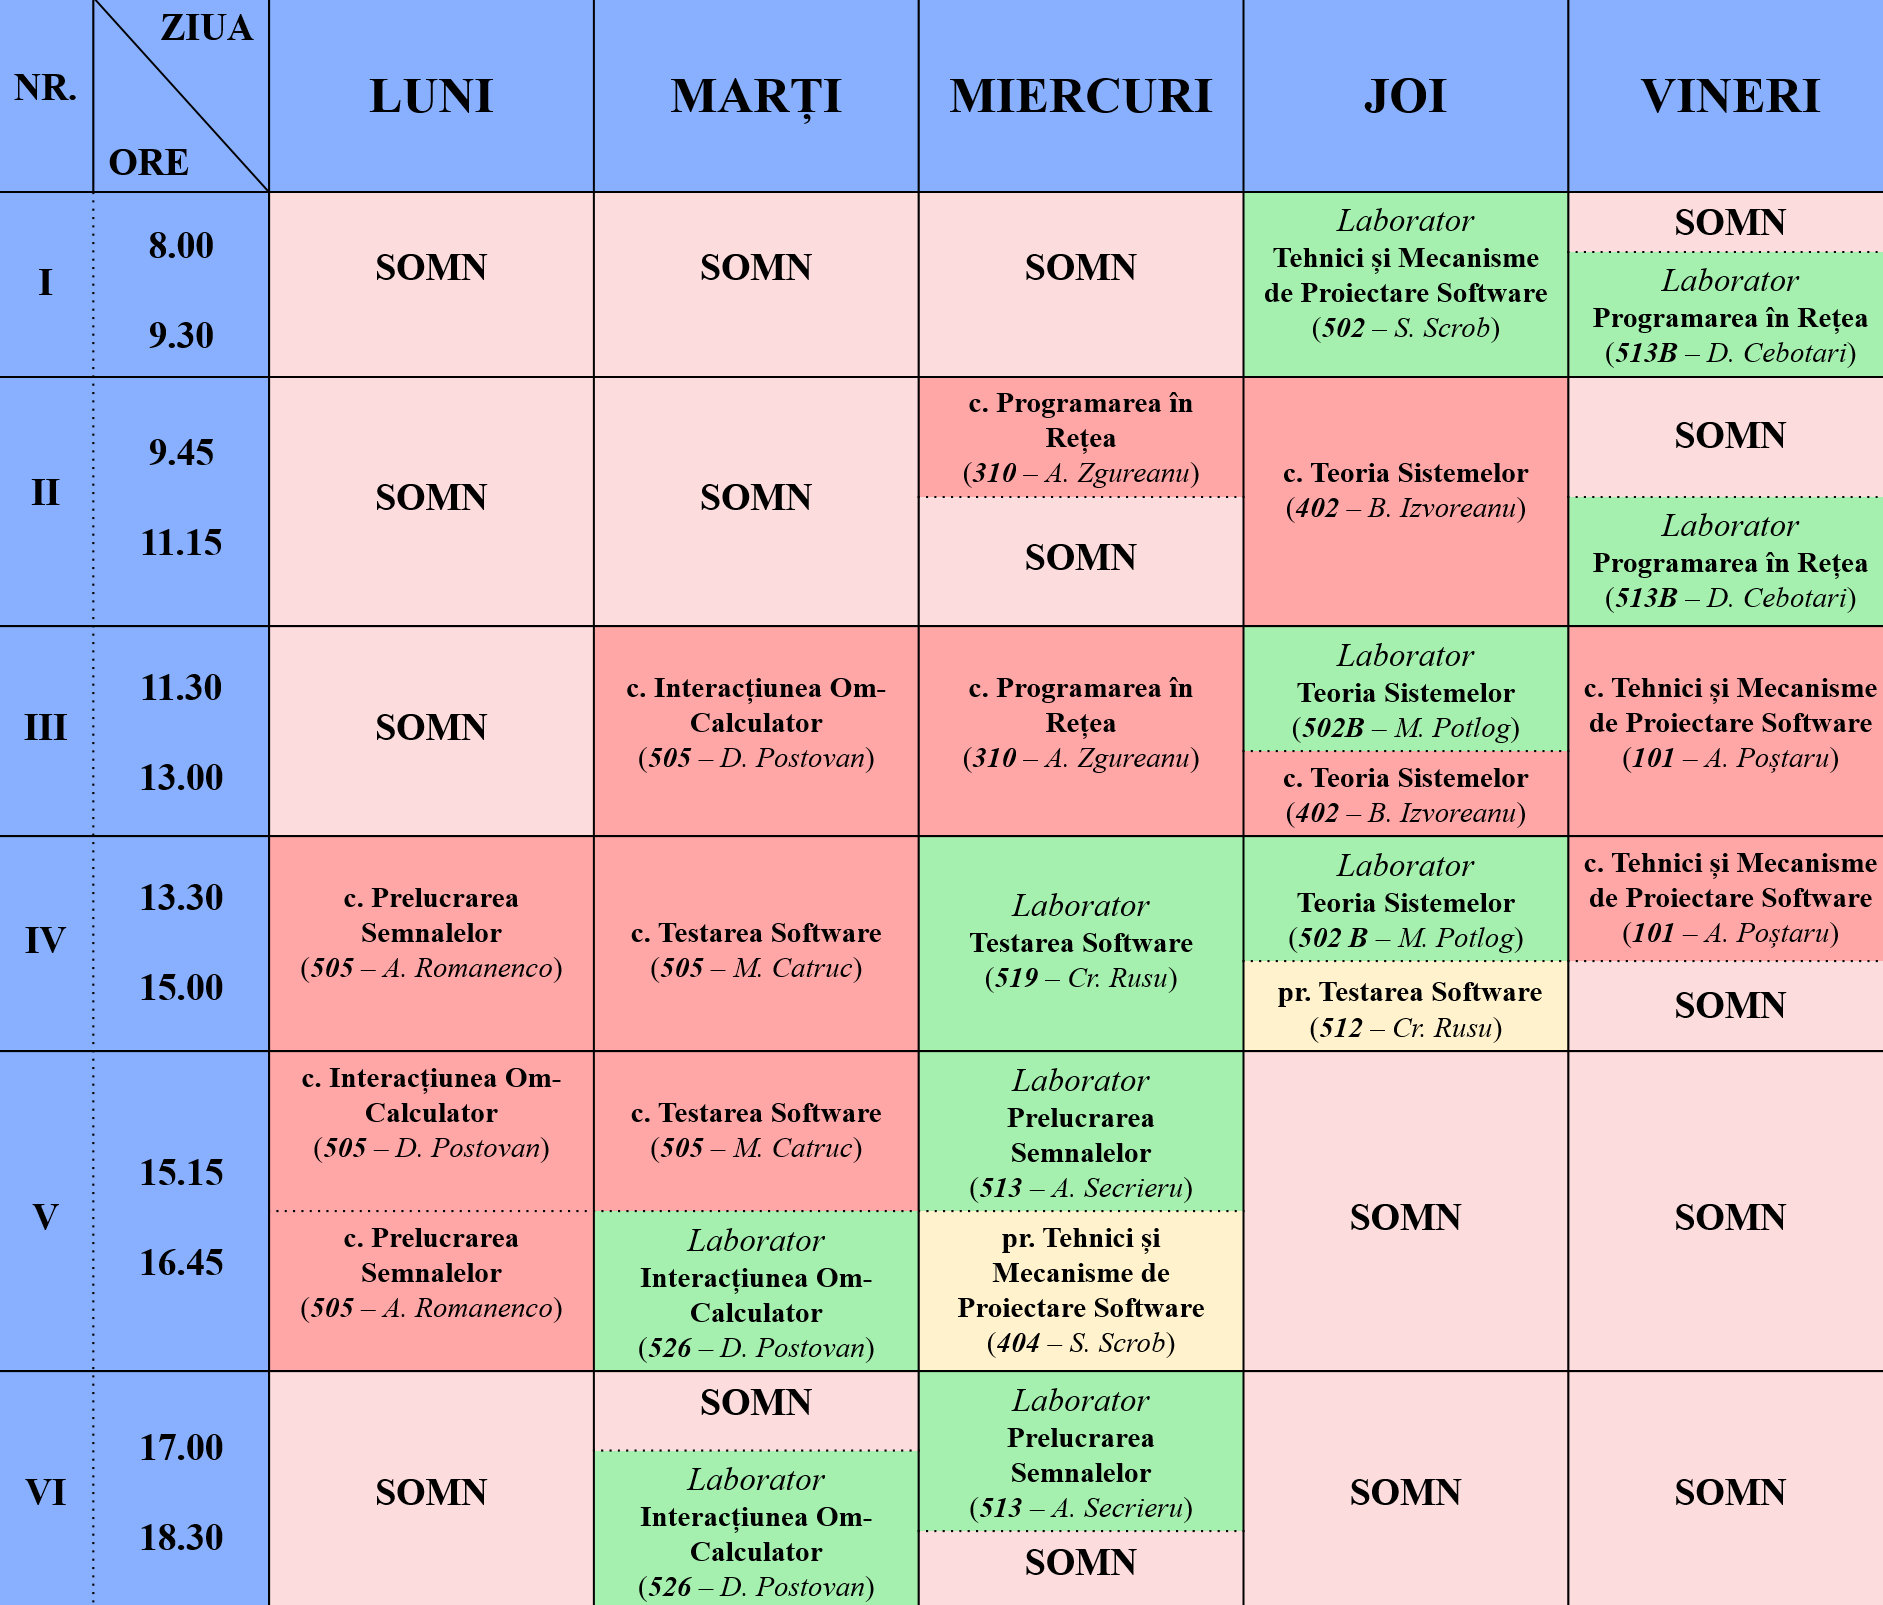 NR.
ZIUA
ORE
LUNI
MARȚI
MIERCURI
JOI
VINERI
I
8.00
9.30
SOMN
SOMN
SOMN
Laborator
Tehnici și Mecanisme
de Proiectare Software
(502 – S. Scrob)
SOMN
Laborator
Programarea în Rețea
(513B – D. Cebotari)
II
9.45
11.15
SOMN
SOMN
c. Programarea în
Rețea
(310 – A. Zgureanu)
SOMN
c. Teoria Sistemelor
(402 – B. Izvoreanu)
SOMN
Laborator
Programarea în Rețea
(513B – D. Cebotari)
III
11.30
13.00
SOMN
c. Interacțiunea Om-
Calculator
(505 – D. Postovan)
c. Programarea în
Rețea
(310 – A. Zgureanu)
Laborator
Teoria Sistemelor
(502B – M. Potlog)
c. Teoria Sistemelor
(402 – B. Izvoreanu)
c. Tehnici și Mecanisme
de Proiectare Software
(101 – A. Poștaru)
IV
13.30
15.00
c. Prelucrarea
Semnalelor
(505 – A. Romanenco)
c. Testarea Software
(505 – M. Catruc)
Laborator
Testarea Software
(519 – Cr. Rusu)
Laborator
Teoria Sistemelor
(502 B – M. Potlog)
pr. Testarea Software
(512 – Cr. Rusu)
c. Tehnici și Mecanisme
de Proiectare Software
(101 – A. Poștaru)
SOMN
V
15.15
16.45
c. Interacțiunea Om-
Calculator
(505 – D. Postovan)
c. Prelucrarea
Semnalelor
(505 – A. Romanenco)
c. Testarea Software
(505 – M. Catruc)
Laborator
Interacțiunea Om-
Calculator
(526 – D. Postovan)
Laborator
Prelucrarea
Semnalelor
(513 – A. Secrieru)
pr. Tehnici și
Mecanisme de
Proiectare Software
(404 – S. Scrob)
SOMN
SOMN
VI
17.00
18.30
SOMN
SOMN
Laborator
Interacțiunea Om-
Calculator
(526 – D. Postovan)
Laborator
Prelucrarea
Semnalelor
(513 – A. Secrieru)
SOMN
SOMN
SOMN